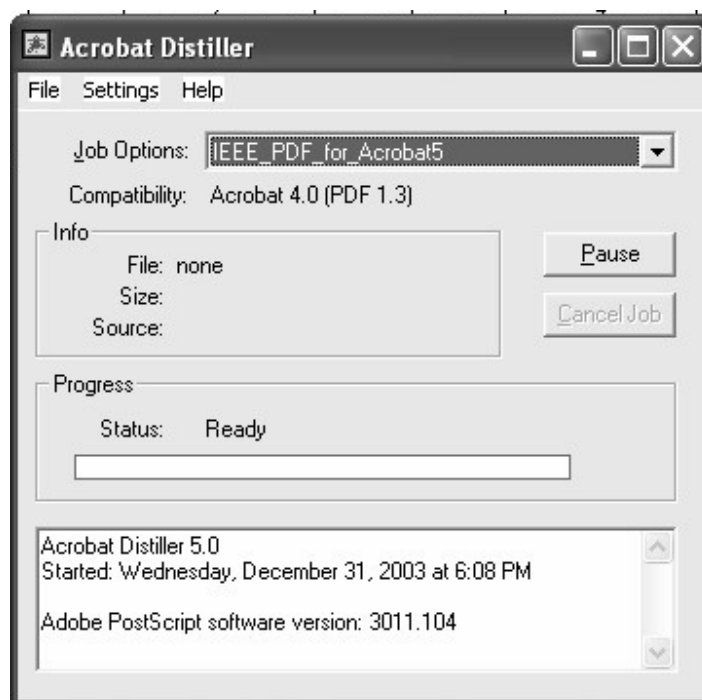 Acrobat Distiller
File Settings Help
Job Options: IEEE_PDF_for_Acrobat5
Compatibility: Acrobat 4.0 (PDF 1.3)
Info
File: none
Pause
Size:
Cancel Job
Source:
Progress
Status: Ready
Acrobat Distiller 5.0
Started: Wednesday, December 31, 2003 at 6:08 PM
Adobe PostScript software version: 3011.104